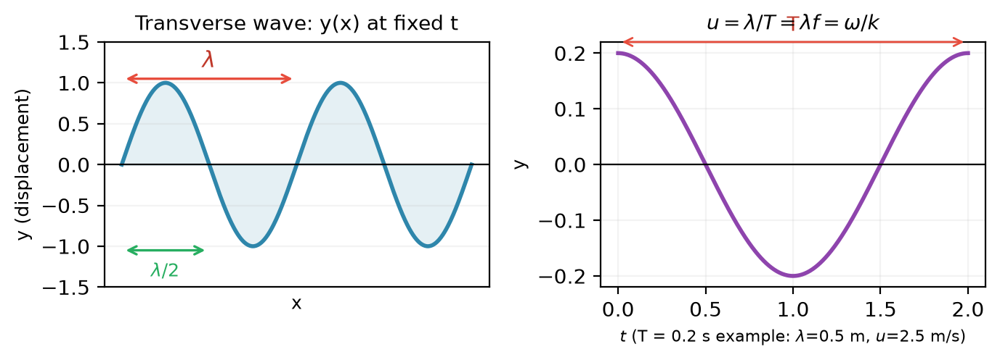 Transverse wave: y(x) at fixed t
y (displacement)
1.5
1.0
0.5
0.0
−0.5
−1.0
−1.5
λ
λ/2
x
u = λ/T = λf = ω/k
T
y
0.2
0.1
0.0
−0.1
−0.2
0.0 0.5 1.0 1.5 2.0
t (T = 0.2 s example: λ=0.5 m, u=2.5 m/s)